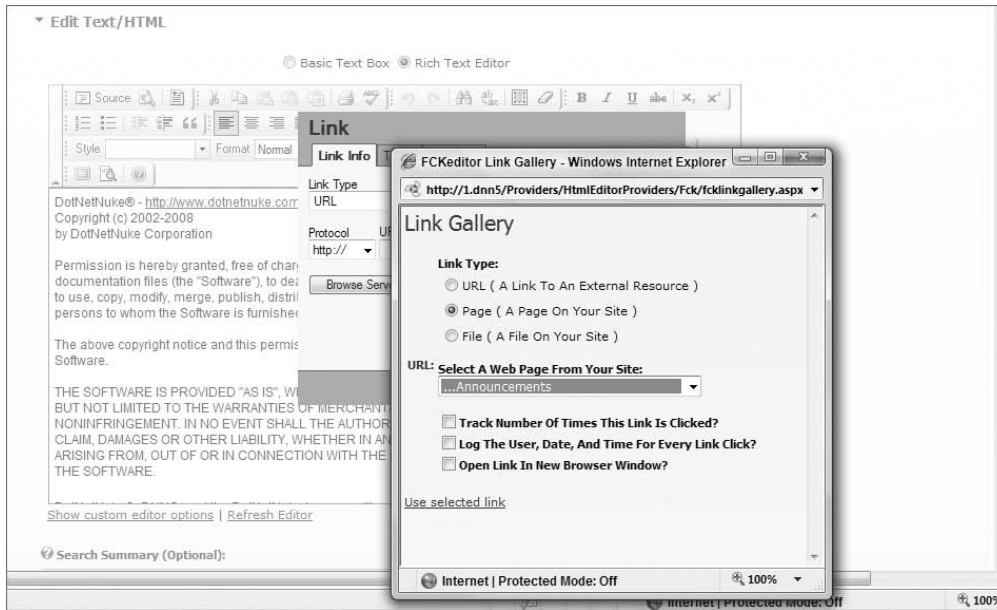 Edit Text/HTML
Basic Text Box Rich Text Editor
Source
B I U abc x₂ x²
Style Format Normal
DotNetNuke® - http://www.dotnetnuke.com
Copyright (c) 2002-2008
by DotNetNuke Corporation
Permission is hereby granted, free of
documentation files (the "Software"), to
to use, copy, modify, merge, publish,
persons to whom the Software is furnished
The above copyright notice and this
Software.
THE SOFTWARE IS PROVIDED "AS IS",
BUT NOT LIMITED TO THE WARRANTIES OF
NONINFRINGEMENT. IN NO EVENT SHALL THE
CLAIM, DAMAGES OR OTHER LIABILITY, WHETHER IN AN
ARISING FROM, OUT OF OR IN CONNECTION WITH THE
THE SOFTWARE.
Show custom editor options | Refresh Editor
Search Summary (Optional):
Link
Link Info
Link Type
URL
Protocol
http://
Browse
FCKeditor Link Gallery - Windows Internet Explorer
http://1.dnn5/Providers/HtmlEditorProviders/Fck/fcklinkgallery.aspx
Link Gallery
Link Type:
URL ( A Link To An External Resource )
Page ( A Page On Your Site )
File ( A File On Your Site )
URL: Select A Web Page From Your Site:
...Announcements
Track Number Of Times This Link Is Clicked?
Log The User, Date, And Time For Every Link Click?
Open Link In New Browser Window?
Use selected link
Internet | Protected Mode: Off 100%
Internet | Protected Mode: Off